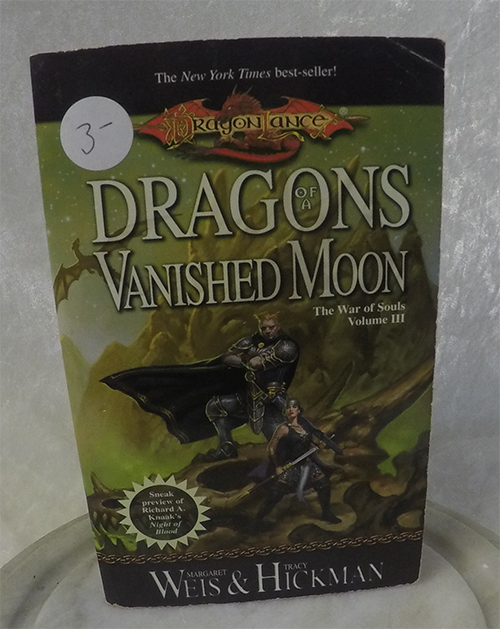 The New York Times best-seller!
3-
DRAGONLANCE®
DRAGONS
OF
A
VANISHED MOON
The War of Souls
Volume III
Sneak
preview of
Richard A.
Knaak's
Night of
Blood
MARGARET TRACY
WEIS & HICKMAN